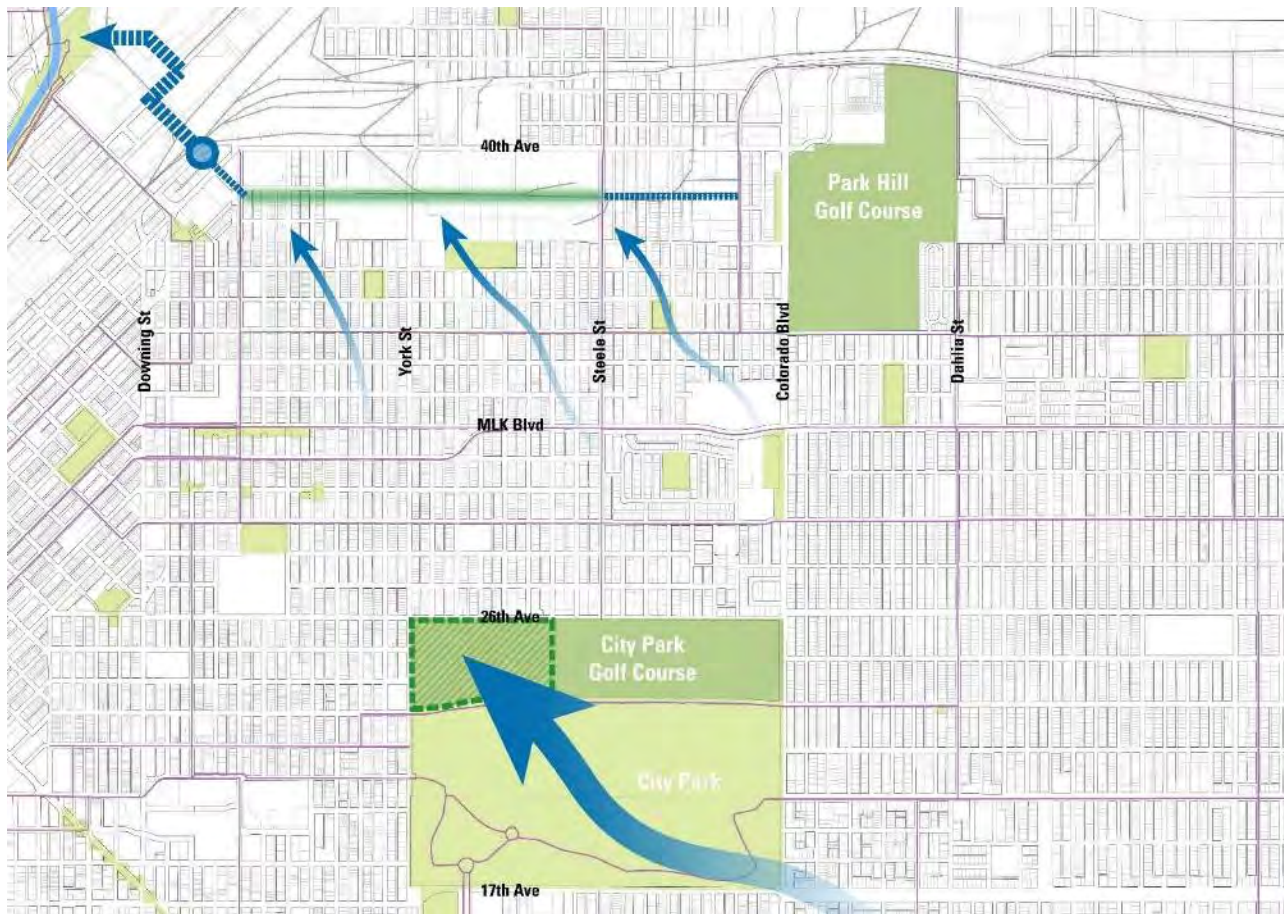 40th Ave
Park Hill
Golf Course
Downing St
York St
Steele St
Colorado Blvd
Dahlia St
MLK Blvd
26th Ave
City Park
Golf Course
City Park
17th Ave